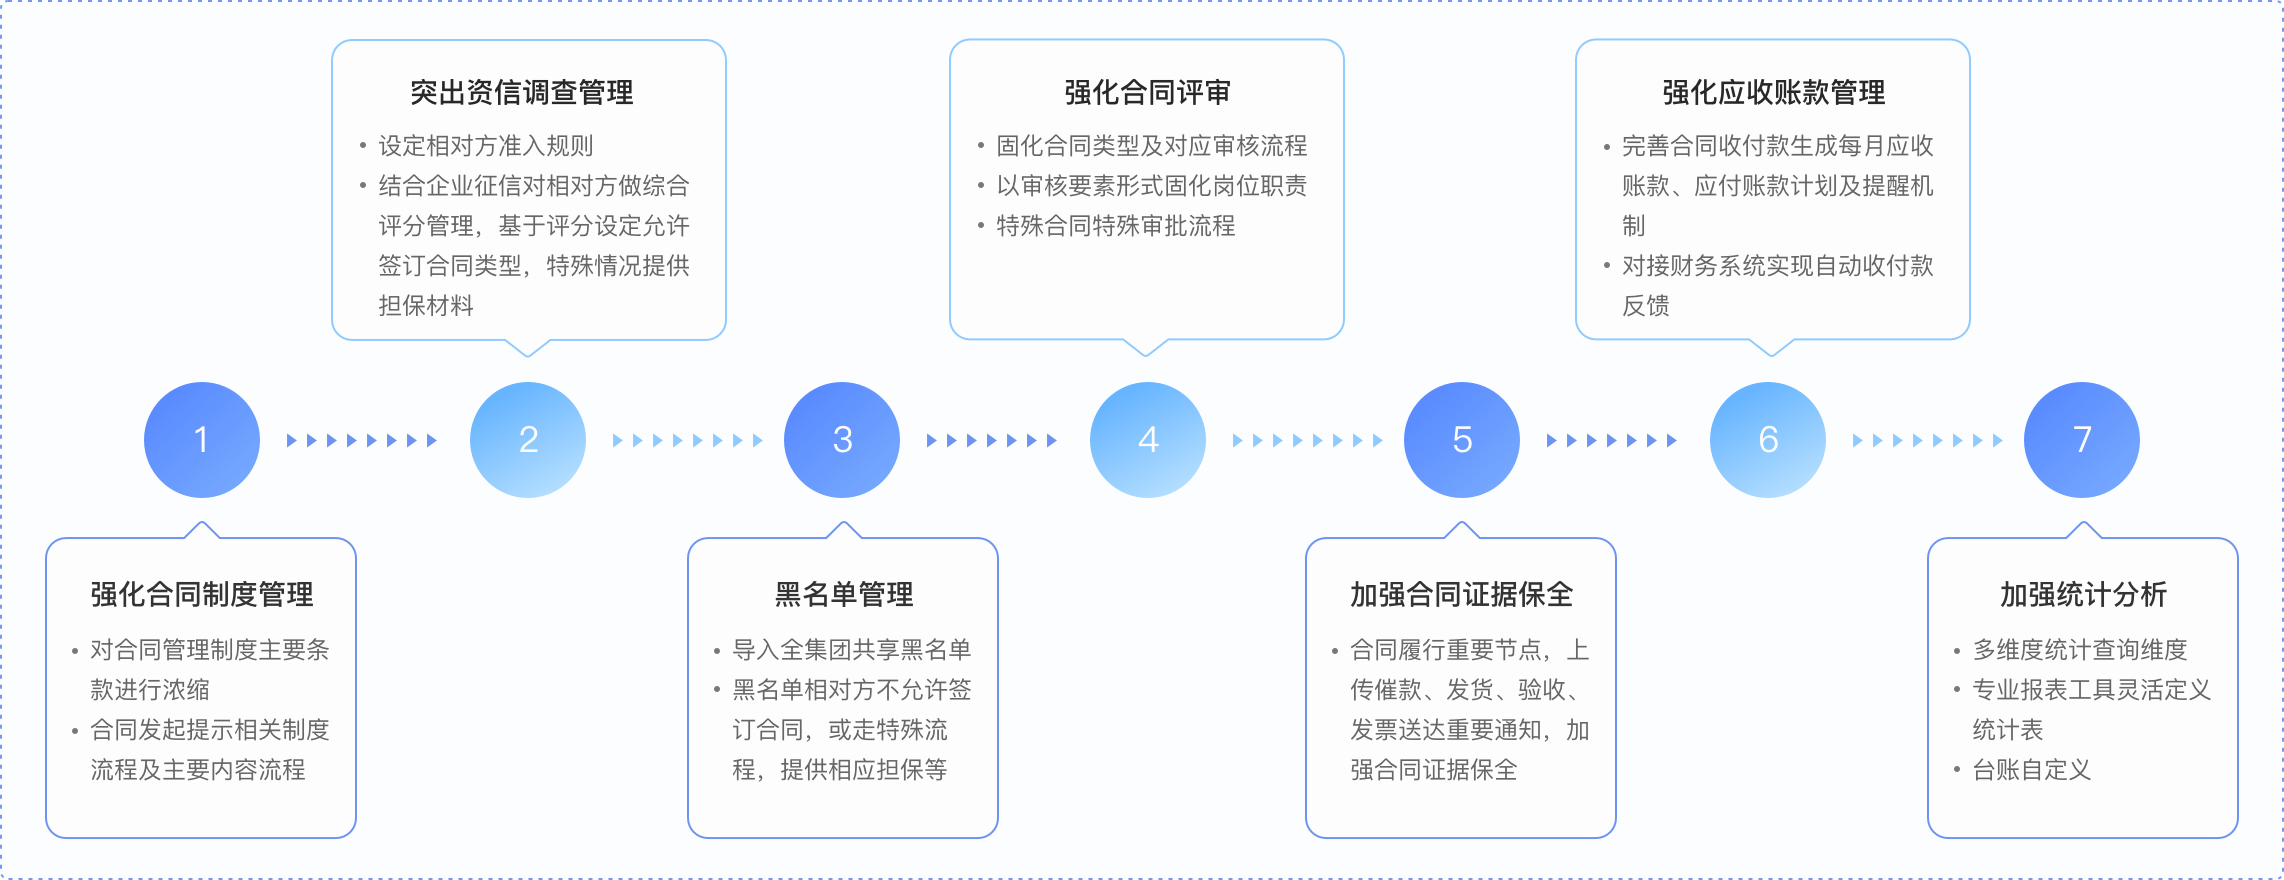 突出资信调查管理
• 设定相对方准入规则
• 结合企业征信对相对方做综合
评分管理，基于评分设定允许
签订合同类型，特殊情况提供
担保材料
强化合同评审
• 固化合同类型及对应审核流程
• 以审核要素形式固化岗位职责
• 特殊合同特殊审批流程
强化应收账款管理
• 完善合同收付款生成每月应收
账款、应付账款计划及提醒机
制
• 对接财务系统实现自动收付款
反馈
1
2
3
4
5
6
7
强化合同制度管理
• 对合同管理制度主要条
款进行浓缩
• 合同发起提示相关制度
流程及主要内容流程
黑名单管理
• 导入全集团共享黑名单
• 黑名单相对方不允许签
订合同，或走特殊流
程，提供相应担保等
加强合同证据保全
• 合同履行重要节点，上
传催款、发货、验收、
发票送达重要通知，加
强合同证据保全
加强统计分析
• 多维度统计查询维度
• 专业报表工具灵活定义
统计表
• 台账自定义